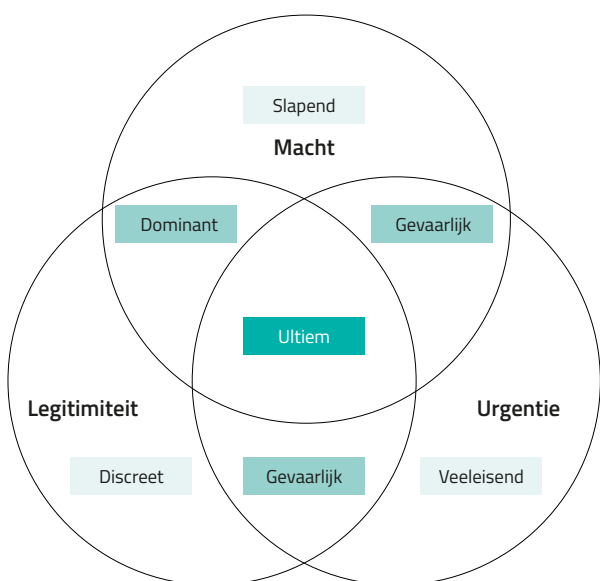 Slapend
Macht
Dominant
Gevaarlijk
Ultiem
Legitimiteit
Urgentie
Discreet
Gevaarlijk
Veeleisend